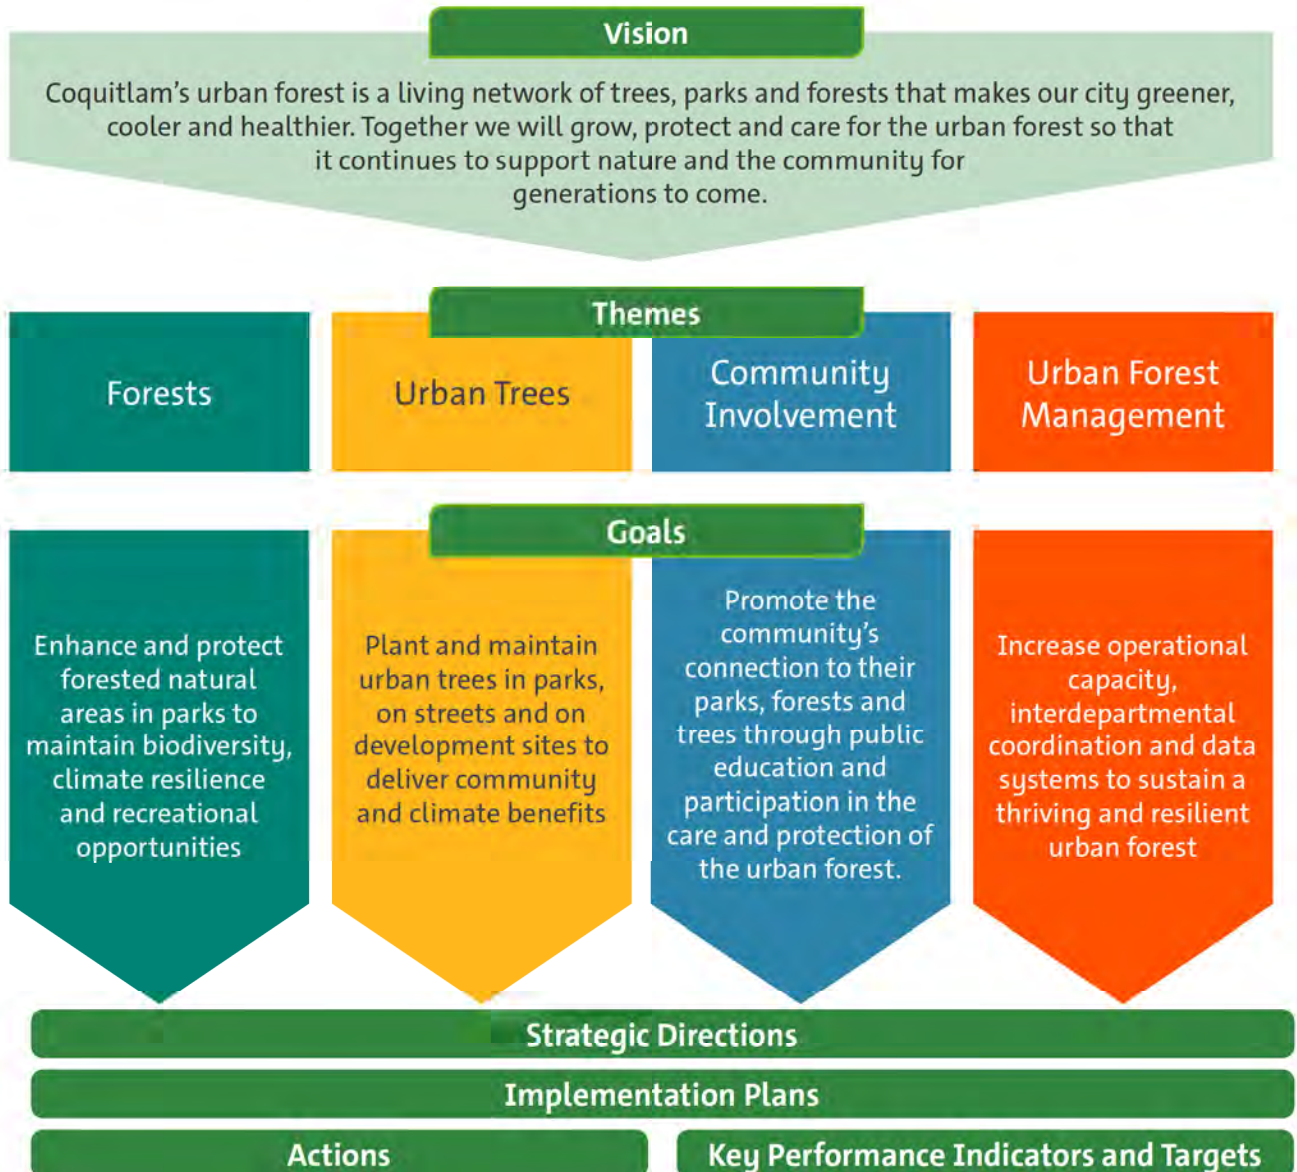 Vision
Coquitlam’s urban forest is a living network of trees, parks and forests that makes our city greener,
cooler and healthier. Together we will grow, protect and care for the urban forest so that
it continues to support nature and the community for
generations to come.
Themes
Forests
Urban Trees
Community
Involvement
Urban Forest
Management
Goals
Enhance and protect
forested natural
areas in parks to
maintain biodiversity,
climate resilience
and recreational
opportunities
Plant and maintain
urban trees in parks,
on streets and on
development sites to
deliver community
and climate benefits
Promote the
community’s
connection to their
parks, forests and
trees through public
education and
participation in the
care and protection of
the urban forest.
Increase operational
capacity,
interdepartmental
coordination and data
systems to sustain a
thriving and resilient
urban forest
Strategic Directions
Implementation Plans
Actions
Key Performance Indicators and Targets